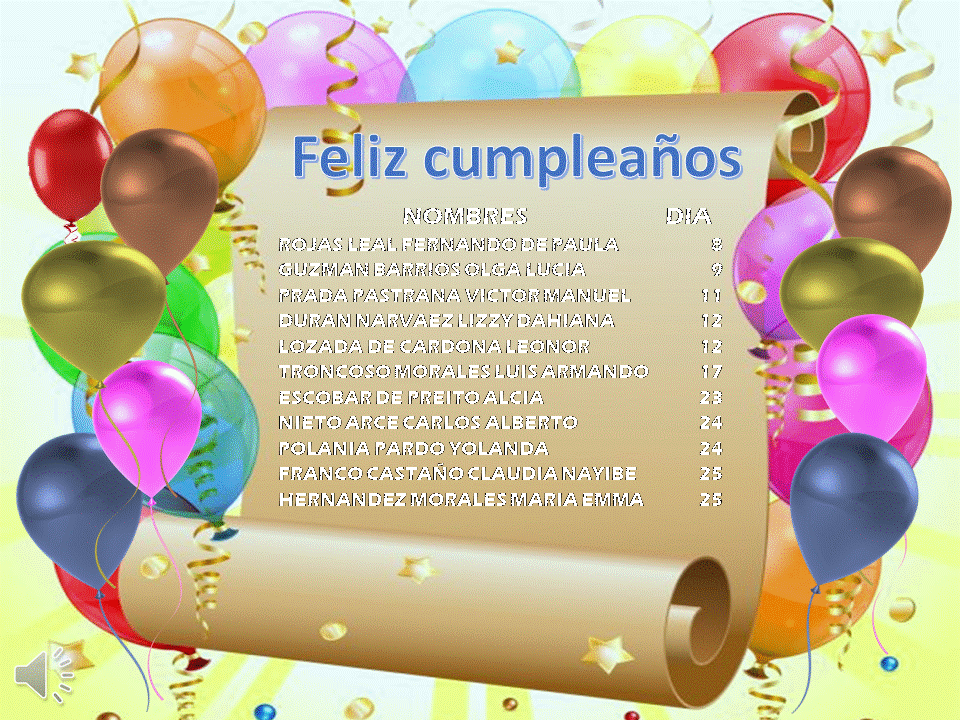 Feliz cumpleaños
NOMBRES DIA
ROJAS LEAL FERNANDO DE PAULA 8
GUZMAN BARRIOS OLGA LUCIA 9
PRADA PASTRANA VICTOR MANUEL 11
DURAN NARVAEZ LIZZY DAHIANA 12
LOZADA DE CARDONA LEONOR 12
TRONCOSO MORALES LUIS ARMANDO 17
ESCOBAR DE PREITO ALCIA 23
NIETO ARCE CARLOS ALBERTO 24
POLANIA PARDO YOLANDA 24
FRANCO CASTAÑO CLAUDIA NAYIBE 25
HERNANDEZ MORALES MARIA EMMA 25